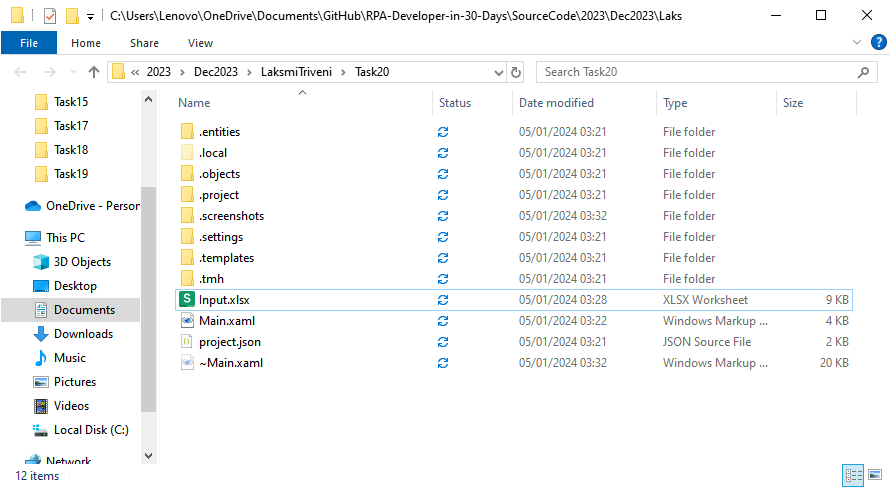 C:\Users\Lenovo\OneDrive\Documents\GitHub\RPA-Developer-in-30-Days\SourceCode\2023\Dec2023\Laks
File Home Share View
« 2023 > Dec2023 > LaksmiTriveni > Task20
Search Task20
Task15
Task17
Task18
Task19
OneDrive - Person
This PC
3D Objects
Desktop
Documents
Downloads
Music
Pictures
Videos
Local Disk (C:)
Network
Name Status Date modified Type Size
.entities 05/01/2024 03:21 File folder
.local 05/01/2024 03:21 File folder
.objects 05/01/2024 03:21 File folder
.project 05/01/2024 03:21 File folder
.screenshots 05/01/2024 03:32 File folder
.settings 05/01/2024 03:21 File folder
.templates 05/01/2024 03:21 File folder
.tmh 05/01/2024 03:21 File folder
Input.xlsx 05/01/2024 03:28 XLSX Worksheet 9 KB
Main.xaml 05/01/2024 03:22 Windows Markup ... 4 KB
project.json 05/01/2024 03:21 JSON Source File 2 KB
~Main.xaml 05/01/2024 03:32 Windows Markup ... 20 KB
12 items